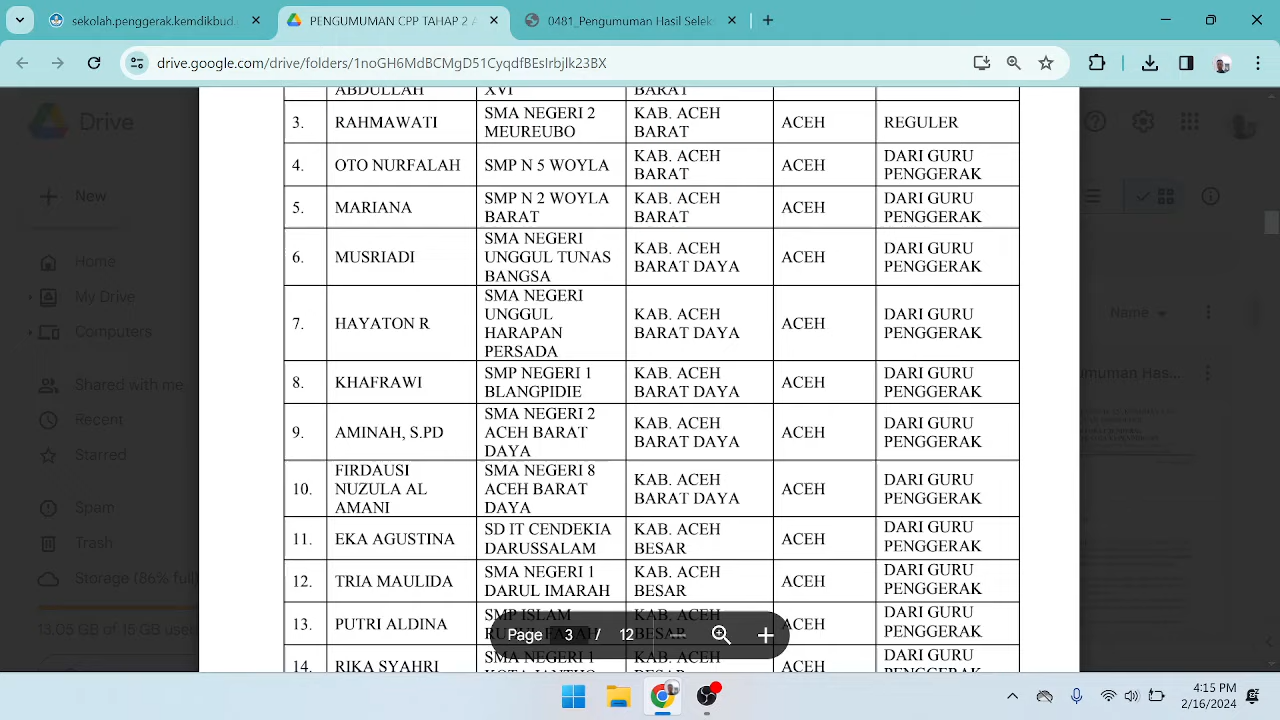 sekolah.penggerak.kemdikbud.
PENGUMUMAN CPP TAHAP 2 A
0481_Pengumuman Hasil Seleks
drive.google.com/drive/folders/1noGH6MdBCMgD51CyqdfBEsIrbjlk23BX
Drive
New
Home
My Drive
Computers
Shared with me
Recent
Starred
Spam
Trash
Storage (86% full)
13.05 GB of 15 GB used
Name
umuman Has...
ABDULLAH XVI BARAT
3. RAHMAWATI SMA NEGERI 2 MEUREUBO KAB. ACEH BARAT ACEH REGULER
4. OTO NURFALAH SMP N 5 WOYLA KAB. ACEH BARAT ACEH DARI GURU PENGGERAK
5. MARIANA SMP N 2 WOYLA BARAT KAB. ACEH BARAT ACEH DARI GURU PENGGERAK
6. MUSRIADI SMA NEGERI UNGGUL TUNAS BANGSA KAB. ACEH BARAT DAYA ACEH DARI GURU PENGGERAK
7. HAYATON R SMA NEGERI UNGGUL HARAPAN PERSADA KAB. ACEH BARAT DAYA ACEH DARI GURU PENGGERAK
8. KHAFRAWI SMP NEGERI 1 BLANGPIDIE KAB. ACEH BARAT DAYA ACEH DARI GURU PENGGERAK
9. AMINAH, S.PD SMA NEGERI 2 ACEH BARAT DAYA KAB. ACEH BARAT DAYA ACEH DARI GURU PENGGERAK
10. FIRDAUSI NUZULA AL AMANI SMA NEGERI 8 ACEH BARAT DAYA KAB. ACEH BARAT DAYA ACEH DARI GURU PENGGERAK
11. EKA AGUSTINA SD IT CENDEKIA DARUSSALAM KAB. ACEH BESAR ACEH DARI GURU PENGGERAK
12. TRIA MAULIDA SMA NEGERI 1 DARUL IMARAH KAB. ACEH BESAR ACEH DARI GURU PENGGERAK
13. PUTRI ALDINA SMP ISLAM KAB. ACEH BESAR ACEH DARI GURU PENGGERAK
14. RIKA SYAHRI SMA NEGERI 1 KAB. ACEH ACEH DARI GURU PENGGERAK
Page 3 / 12
4:15 PM
2/16/2024